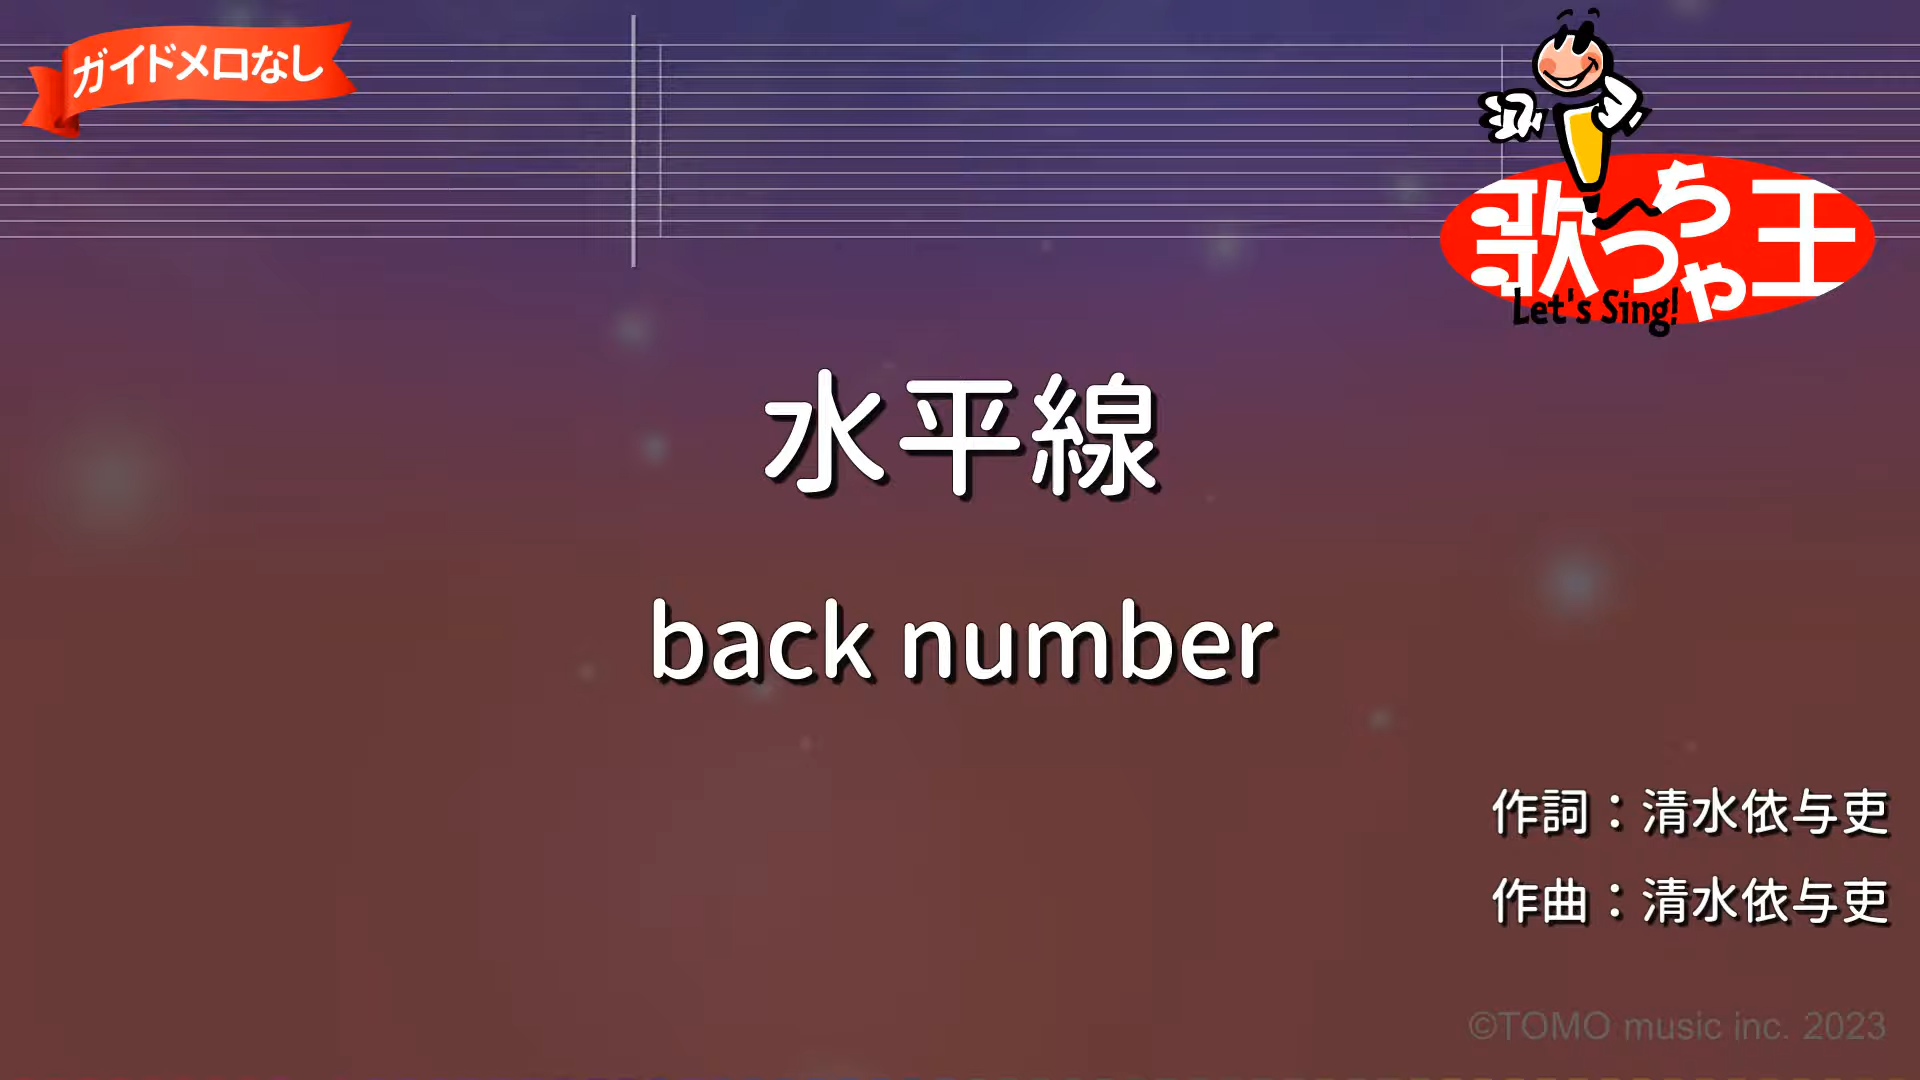 ガイドメロなし
歌っちゃ王
Let's Sing!
水平線
back number
作詞：清水依与吏
作曲：清水依与吏
©TOMO music inc. 2023